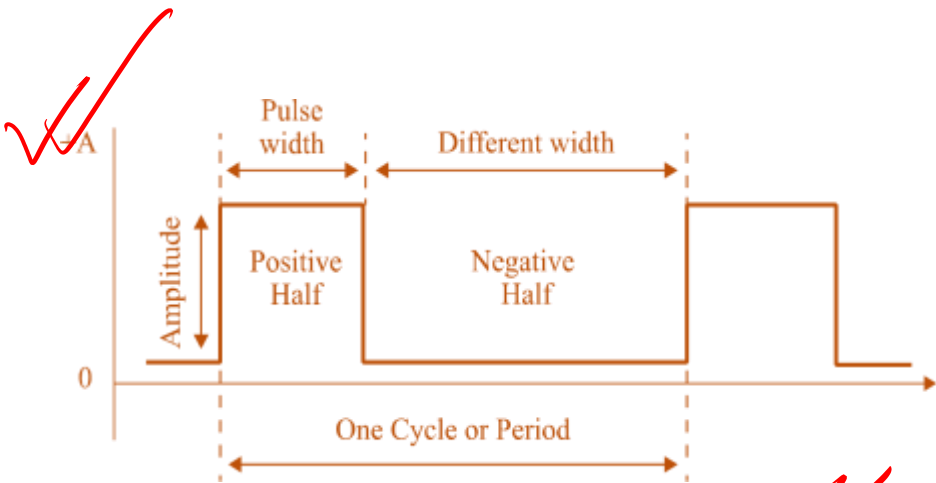 Pulse
width
+A
Different width
Amplitude
Positive
Half
Negative
Half
0
One Cycle or Period